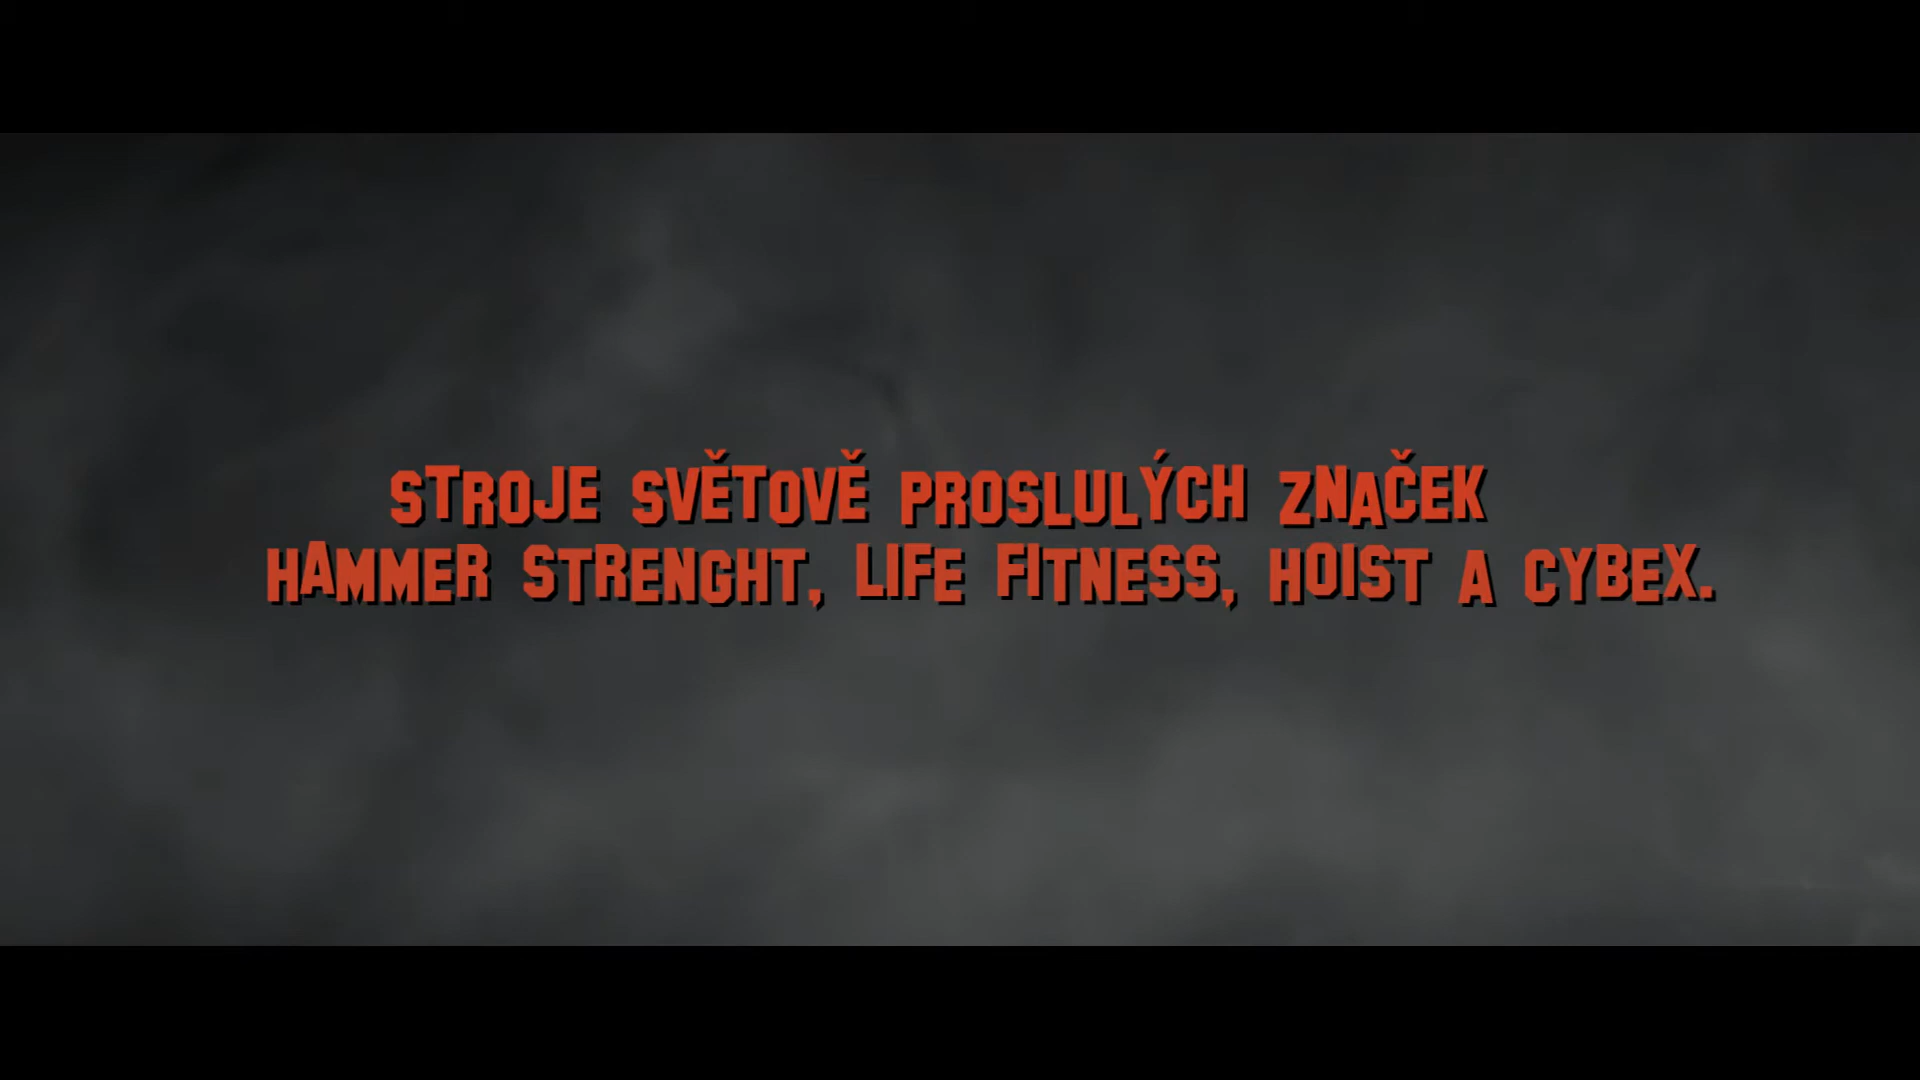 STROJE SVĚTOVĚ PROSLULÝCH ZNAČEK
HAMMER STRENGHT, LIFE FITNESS, HOIST A CYBEX.